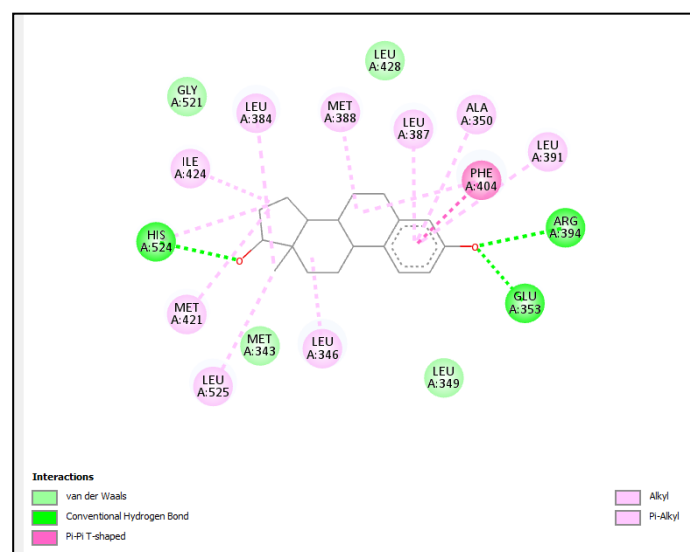 LEU
A:428
GLY
A:521
LEU
A:384
MET
A:388
LEU
A:387
ALA
A:350
LEU
A:391
ILE
A:424
PHE
A:404
HIS
A:524
O
O
ARG
A:394
GLU
A:353
MET
A:421
MET
A:343
LEU
A:346
LEU
A:525
LEU
A:349
Interactions
van der Waals
Conventional Hydrogen Bond
Pi-Pi T-shaped
Alkyl
Pi-Alkyl